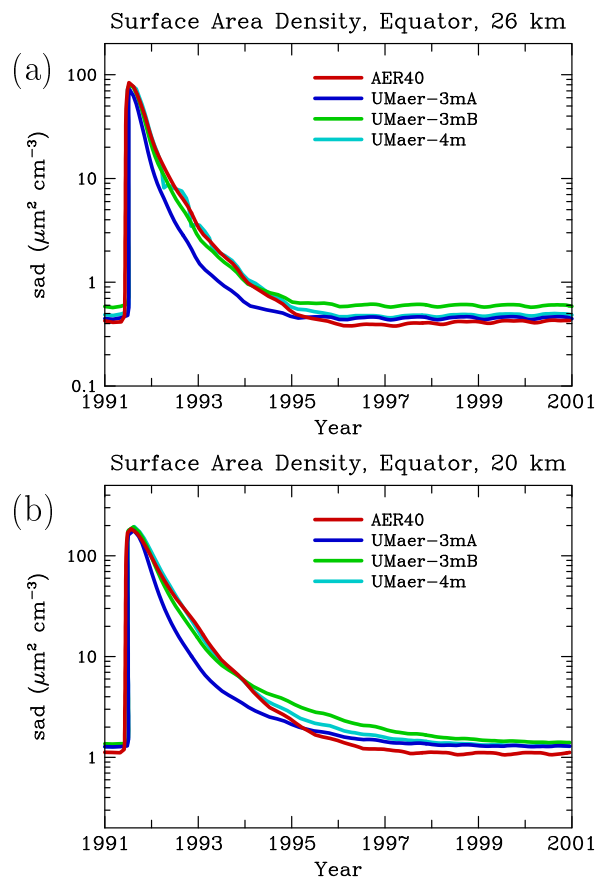 Surface Area Density, Equator, 26 km
(a)
100
10
1
0.1
sad (μm² cm⁻³)
AER40
UMaer-3mA
UMaer-3mB
UMaer-4m
1991 1993 1995 1997 1999 2001
Year
Surface Area Density, Equator, 20 km
(b)
100
10
1
sad (μm² cm⁻³)
AER40
UMaer-3mA
UMaer-3mB
UMaer-4m
1991 1993 1995 1997 1999 2001
Year